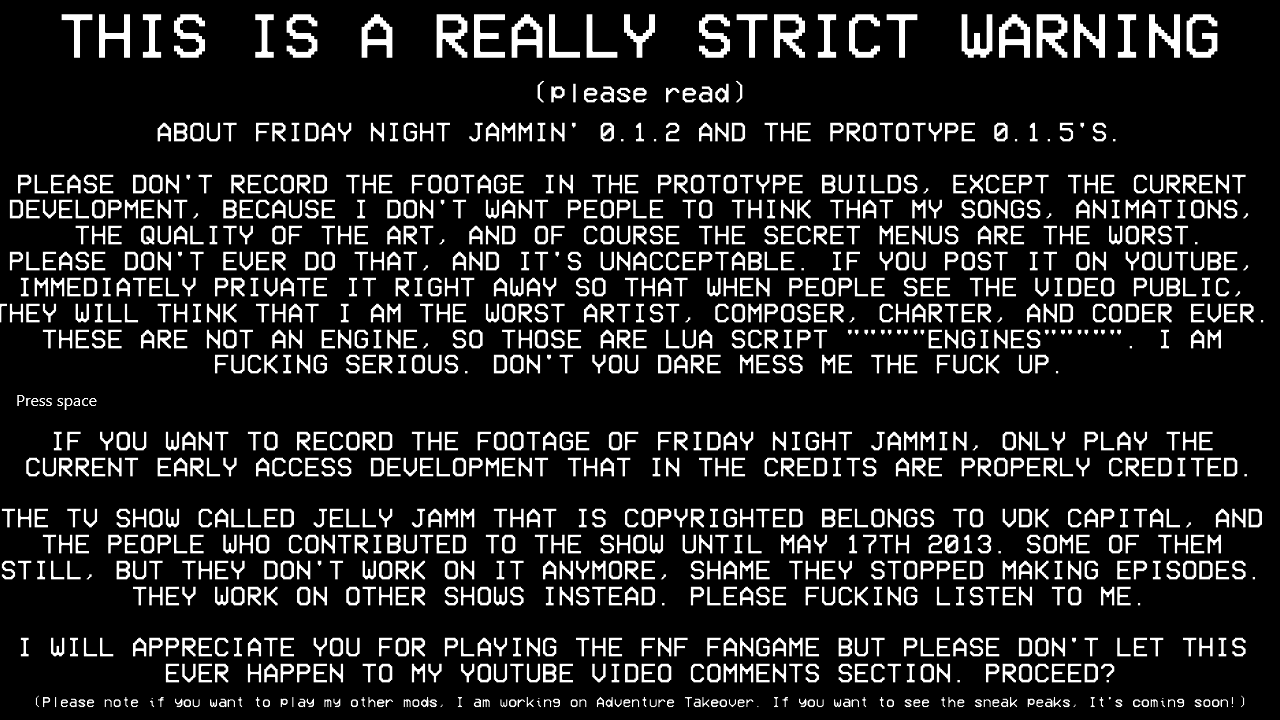 THIS IS A REALLY STRICT WARNING
(please read)
ABOUT FRIDAY NIGHT JAMMIN' 0.1.2 AND THE PROTOTYPE 0.1.5'S.
PLEASE DON'T RECORD THE FOOTAGE IN THE PROTOTYPE BUILDS, EXCEPT THE CURRENT
DEVELOPMENT, BECAUSE I DON'T WANT PEOPLE TO THINK THAT MY SONGS, ANIMATIONS,
THE QUALITY OF THE ART, AND OF COURSE THE SECRET MENUS ARE THE WORST.
PLEASE DON'T EVER DO THAT, AND IT'S UNACCEPTABLE. IF YOU POST IT ON YOUTUBE,
IMMEDIATELY PRIVATE IT RIGHT AWAY SO THAT WHEN PEOPLE SEE THE VIDEO PUBLIC,
THEY WILL THINK THAT I AM THE WORST ARTIST, COMPOSER, CHARTER, AND CODER EVER.
THESE ARE NOT AN ENGINE, SO THOSE ARE LUA SCRIPT """""ENGINES""""". I AM
FUCKING SERIOUS. DON'T YOU DARE MESS ME THE FUCK UP.
Press space
IF YOU WANT TO RECORD THE FOOTAGE OF FRIDAY NIGHT JAMMIN, ONLY PLAY THE
CURRENT EARLY ACCESS DEVELOPMENT THAT IN THE CREDITS ARE PROPERLY CREDITED.
THE TV SHOW CALLED JELLY JAMM THAT IS COPYRIGHTED BELONGS TO VDK CAPITAL, AND
THE PEOPLE WHO CONTRIBUTED TO THE SHOW UNTIL MAY 17TH 2013. SOME OF THEM
STILL, BUT THEY DON'T WORK ON IT ANYMORE, SHAME THEY STOPPED MAKING EPISODES.
THEY WORK ON OTHER SHOWS INSTEAD. PLEASE FUCKING LISTEN TO ME.
I WILL APPRECIATE YOU FOR PLAYING THE FNF FANGAME BUT PLEASE DON'T LET THIS
EVER HAPPEN TO MY YOUTUBE VIDEO COMMENTS SECTION. PROCEED?
(Please note if you want to play my other mods, I am working on Adventure Takeover. If you want to see the sneak peaks, It's coming soon!)